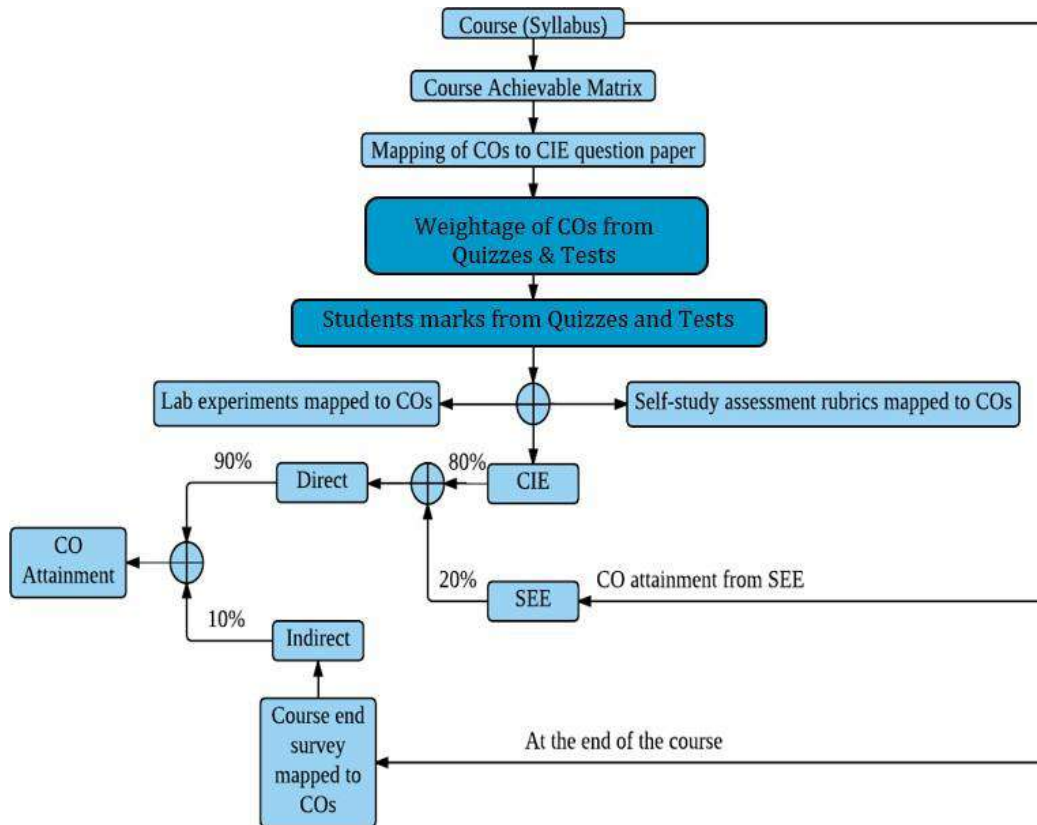 Course (Syllabus)
Course Achievable Matrix
Mapping of COs to CIE question paper
Weightage of COs from
Quizzes & Tests
Students marks from Quizzes and Tests
Lab experiments mapped to COs
Self-study assessment rubrics mapped to COs
90%
Direct
80%
CIE
CO
Attainment
20%
SEE
CO attainment from SEE
10%
Indirect
Course end
survey
mapped to
COs
At the end of the course